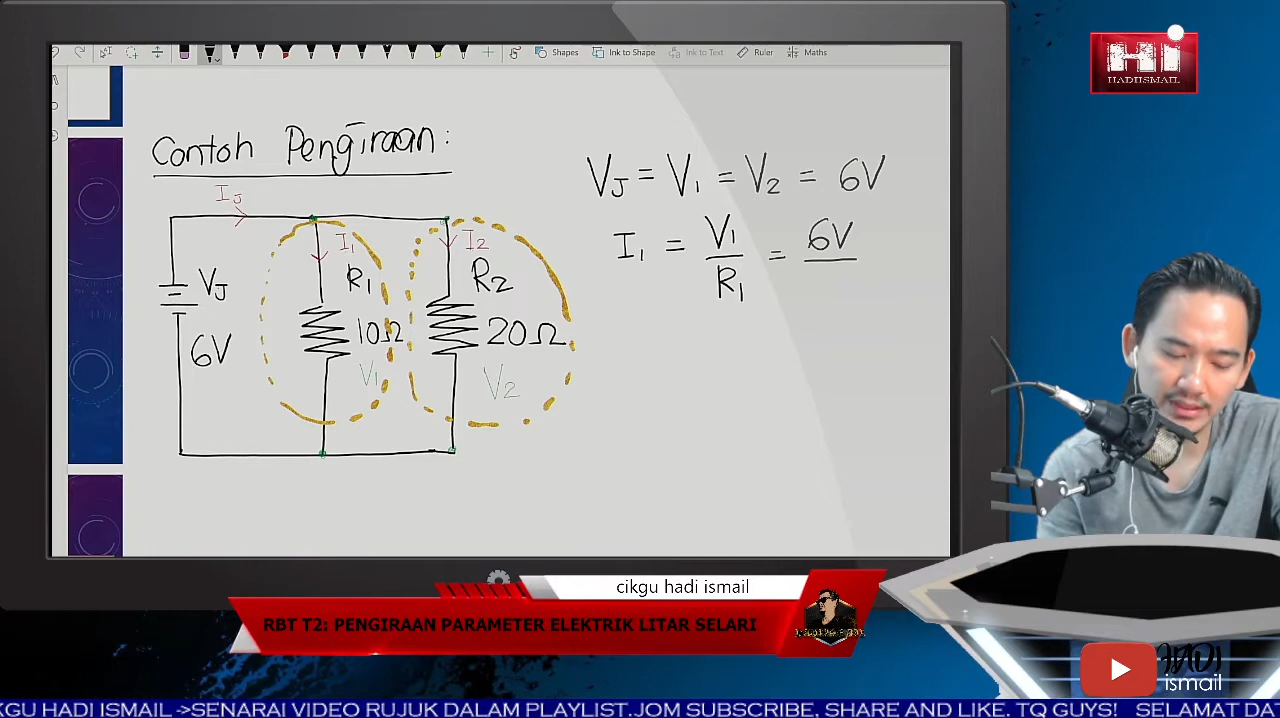 Shapes Ink to Shape Ink to Text Ruler Maths
Hi
HADIISMAIL
Contoh Pengiraan:
IJ
I1
I2
R1
R2
VJ
6V
10Ω
20Ω
V1
V2
VJ = V1 = V2 = 6V
I1 = V1/R1 = 6V
cikgu hadi ismail
RBT T2: PENGIRAAN PARAMETER ELEKTRIK LITAR SELARI
HADI
ismail
KGU HADI ISMAIL ->SENARAI VIDEO RUJUK DALAM PLAYLIST.JOM SUBSCRIBE, SHARE AND LIKE. TQ GUYS! SELAMAT DA